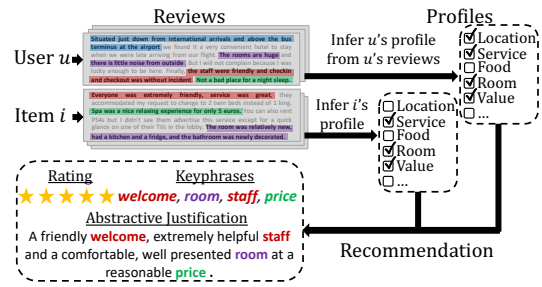 Reviews
Profiles
User u
Situated just down from international arrivals and above the bus
terminus at the airport we found it a very convenient hotel to stay
when we were late arriving from our flight. The rooms are huge and
there is little noise from outside But I will not complain because I was
lucky enough to be here. Finally, the staff were friendly and checkin
and checkout was without incident Not a bad place for a night sleep.
Infer u's profile
from u's reviews
Location
Service
Food
Room
Value
...
Item i
Everyone was extremely friendly, service was great, they
accommodated my request to change to 2 twin beds instead of 1 king.
Spa was a nice relaxing experience for only 5 euros. You can also rent
PS4s but I didn't see them advertise this service except for a quick
glance on one of their TVs in the lobby. The room was relatively new,
had a kitchen and a fridge, and the bathroom was newly decorated.
Infer i's
profile
Location
Service
Food
Room
Value
...
Rating
Keyphrases
welcome, room, staff, price
Abstractive Justification
A friendly welcome, extremely helpful staff
and a comfortable, well presented room at a
reasonable price .
Recommendation